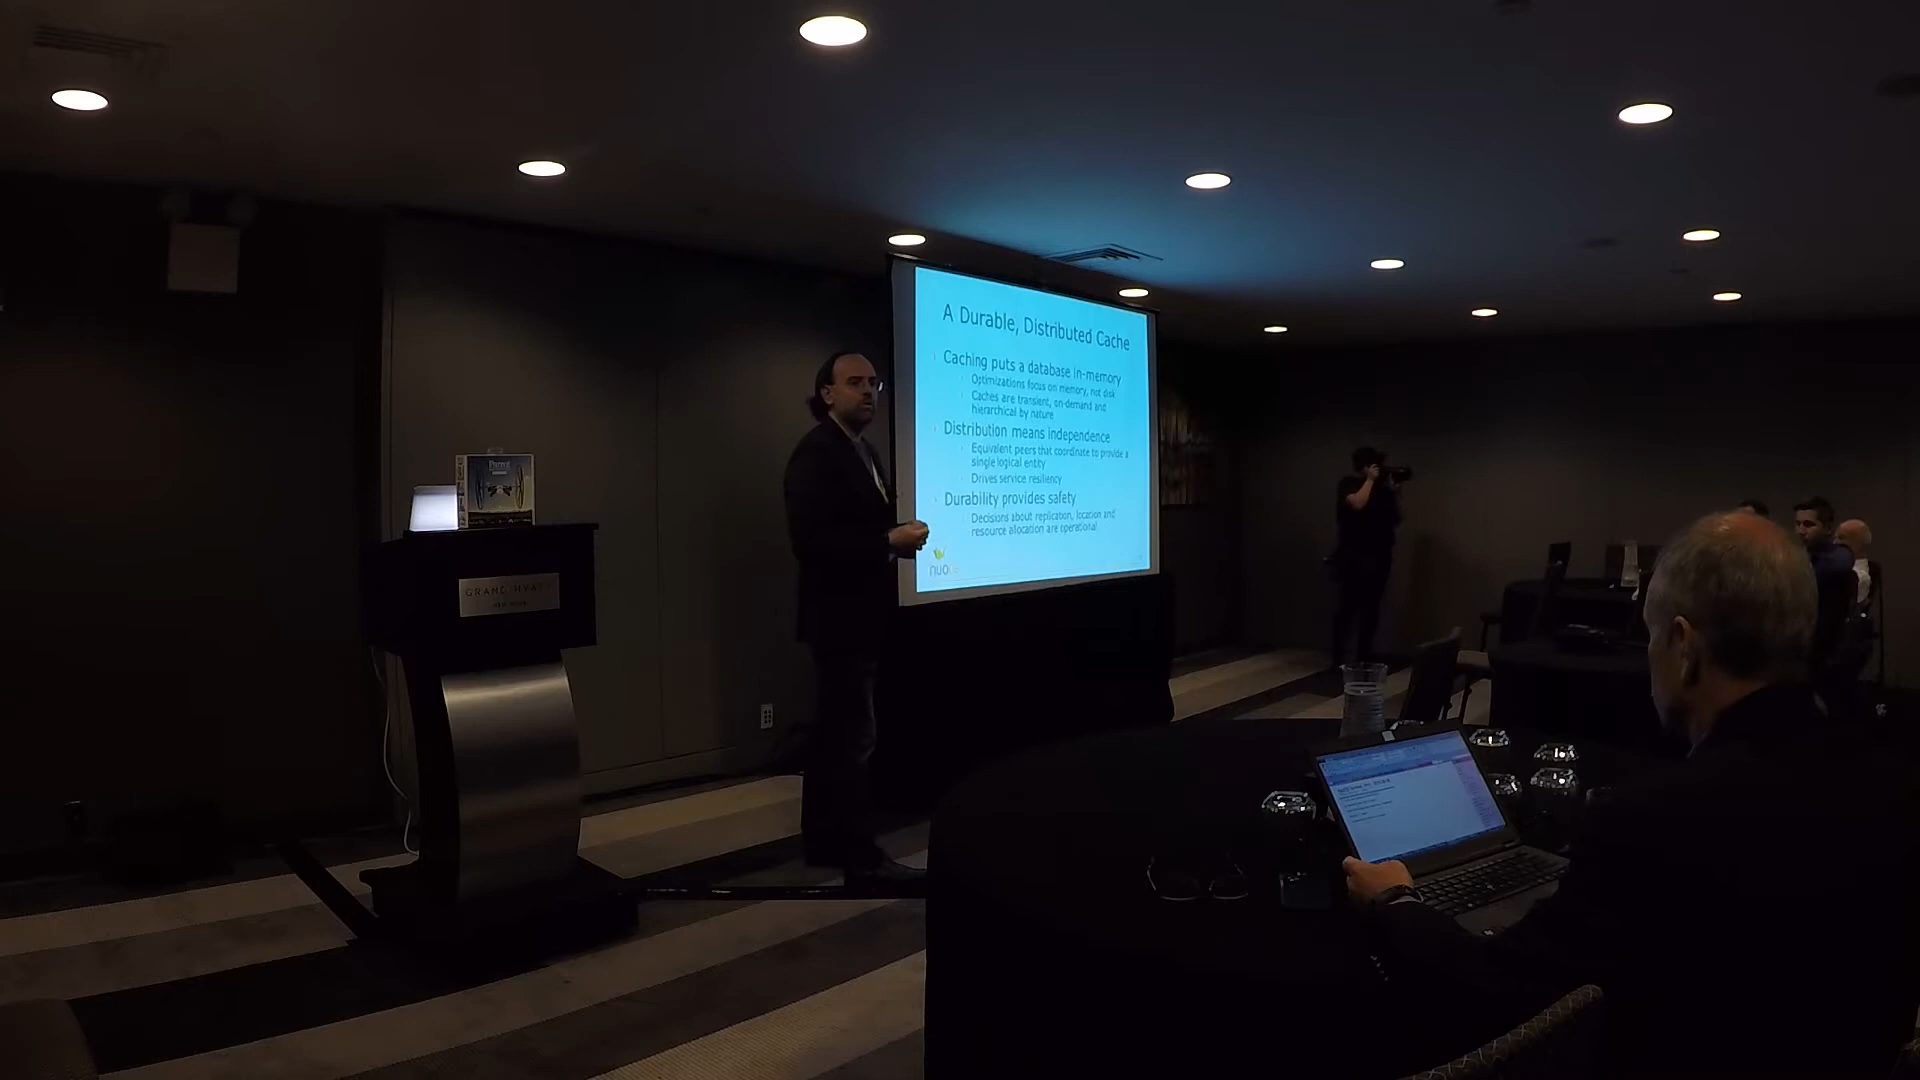 A Durable, Distributed Cache
Caching puts a database in-memory
Optimizations focus on memory, not disk
Caches are transient, on-demand and
hierarchical by nature
Distribution means independence
Equivalent peers that coordinate to provide a
single logical entity
Drives service resiliency
Durability provides safety
Decisions about replication, location and
resource allocation are operational
nuo
GRAND HYATT